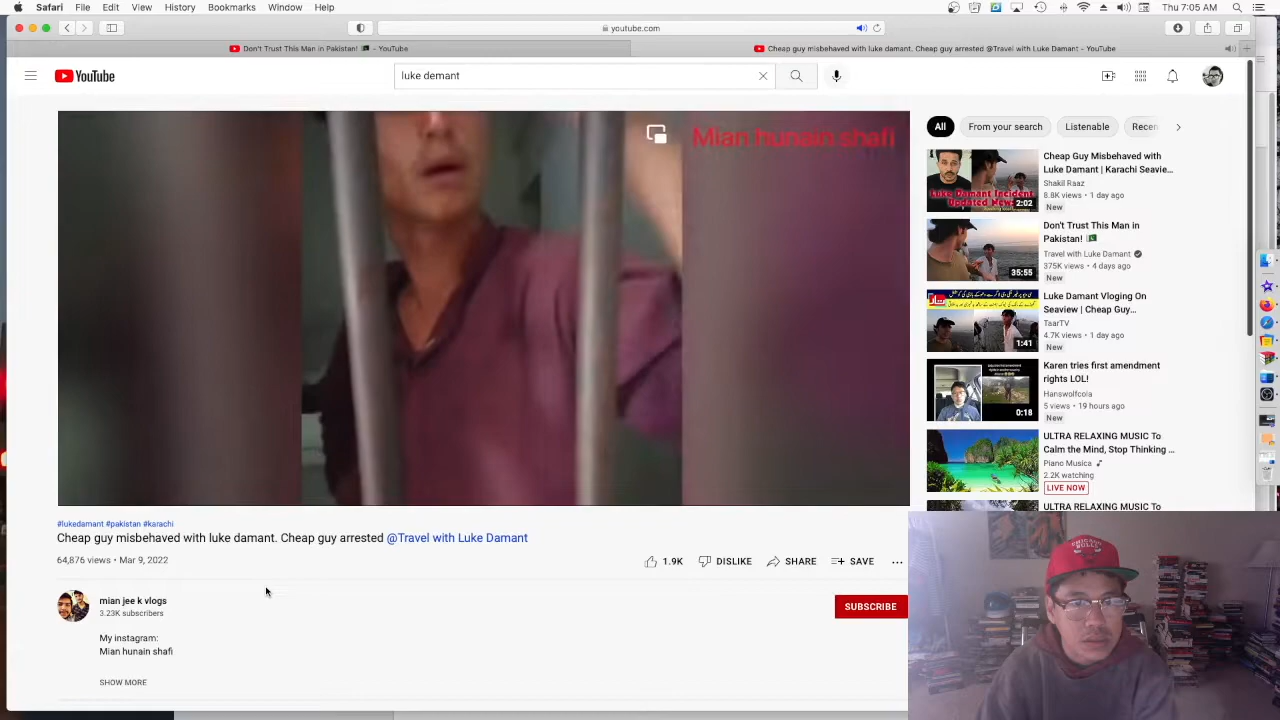 Safari File Edit View History Bookmarks Window Help
Thu 7:05 AM
youtube.com
Don't Trust This Man in Pakistan! 🇵🇰 - YouTube
Cheap guy misbehaved with luke damant. Cheap guy arrested @Travel with Luke Damant - YouTube
YouTube
luke demant
Mian hunain shafi
#lukedamant #pakistan #karachi
Cheap guy misbehaved with luke damant. Cheap guy arrested @Travel with Luke Damant
64,876 views • Mar 9, 2022
1.9K DISLIKE SHARE SAVE
mian jee k vlogs
3.23K subscribers
SUBSCRIBE
My instagram:
Mian hunain shafi
SHOW MORE
All From your search Listenable Recen
Cheap Guy Misbehaved with
Luke Damant | Karachi Seavie...
Shakil Raaz
8.8K views • 1 day ago
New
Luke Damant Incident
2:02
Don't Trust This Man in
Pakistan! 🇵🇰
Travel with Luke Damant
375K views • 4 days ago
New
35:55
Luke Damant Vloging On
Seaview | Cheap Guy...
TaarTV
4.7K views • 1 day ago
New
1:41
Karen tries first amendment
rights LOL!
Hanswolfcola
5 views • 19 hours ago
New
0:18
ULTRA RELAXING MUSIC To
Calm the Mind, Stop Thinking ...
Piano Musica
2.2K watching
LIVE NOW
ULTRA RELAXING MUSIC To
CHICAGO
BULLS